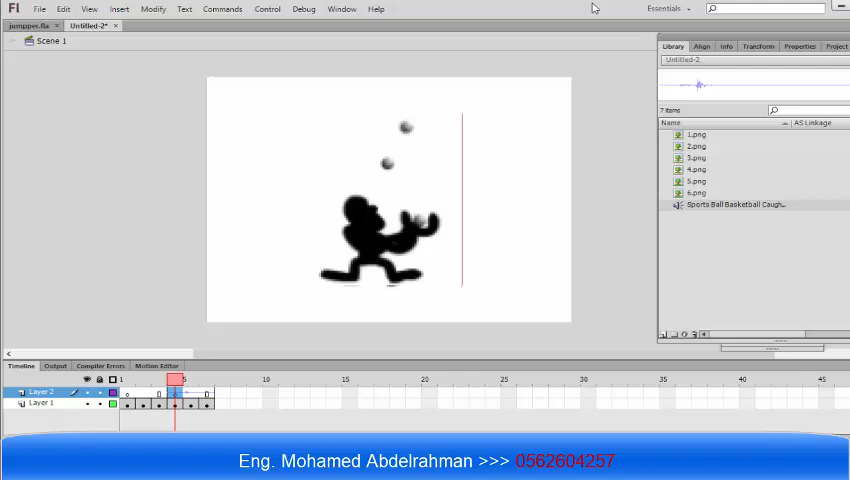 Fl File Edit View Insert Modify Text Commands Control Debug Window Help Essentials
jumpper.fla × Untitled-2* ×
Scene 1
Library Align Info Transform Properties Project
Untitled-2
7 items
Name AS Linkage
1.png
2.png
3.png
4.png
5.png
6.png
Sports Ball Basketball Caugh...
Timeline Output Compiler Errors Motion Editor
1 5 10 15 20 25 30 35 40 45
Layer 2
Layer 1
Eng. Mohamed Abdelrahman >>> 0562604257